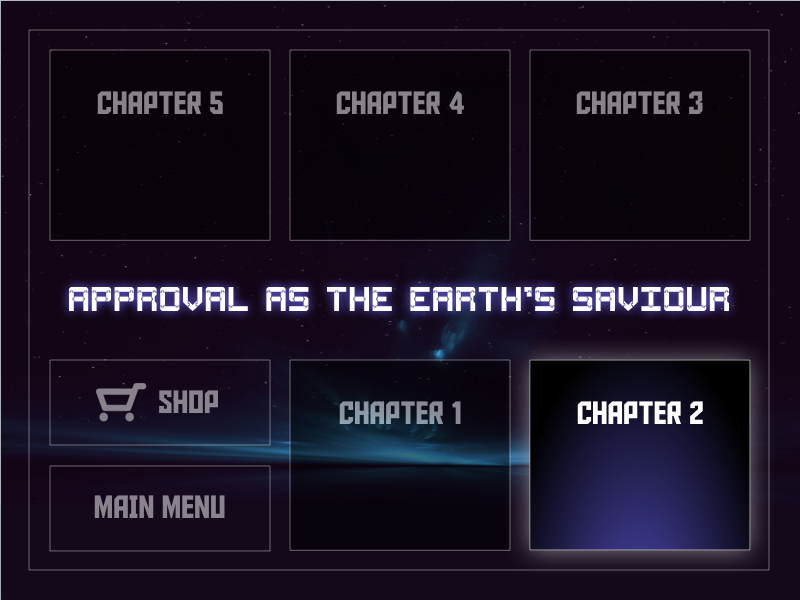 CHAPTER 5
CHAPTER 4
CHAPTER 3
APPROVAL AS THE EARTH'S SAVIOUR
SHOP
CHAPTER 1
CHAPTER 2
MAIN MENU